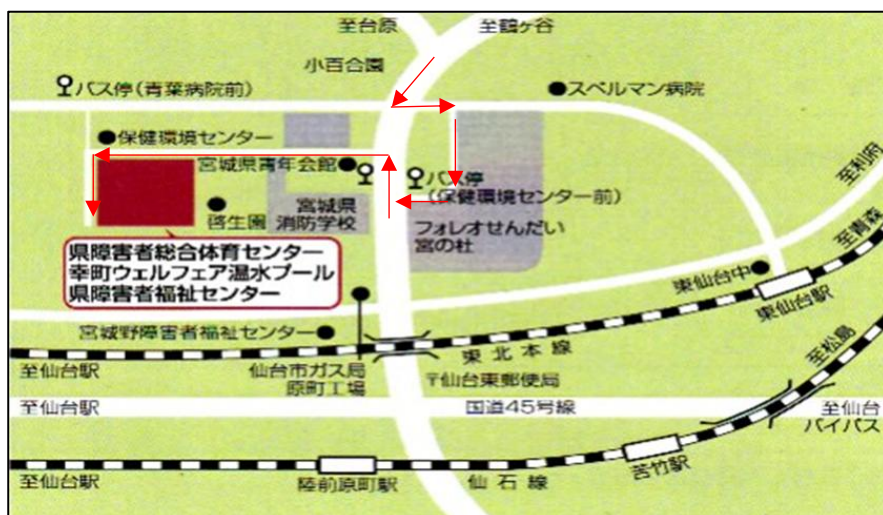 至台原
至鶴ヶ谷
小百合園
バス停(青葉病院前)
スペルマン病院
保健環境センター
宮城県青年会館
バス停
(保健環境センター前)
宮城県
消防学校
啓生園
フォレオせんだい
宮の杜
県障害者総合体育センター
幸町ウェルフェア温水プール
県障害者福祉センター
至利府
至青森
東仙台中
東仙台駅
宮城野障害者福祉センター
東北本線
至松島
至仙台駅
仙台市ガス局
原町工場
〒仙台東郵便局
至仙台駅
国道45号線
至仙台
バイパス
苦竹駅
至仙台駅
陸前原町駅
仙石線